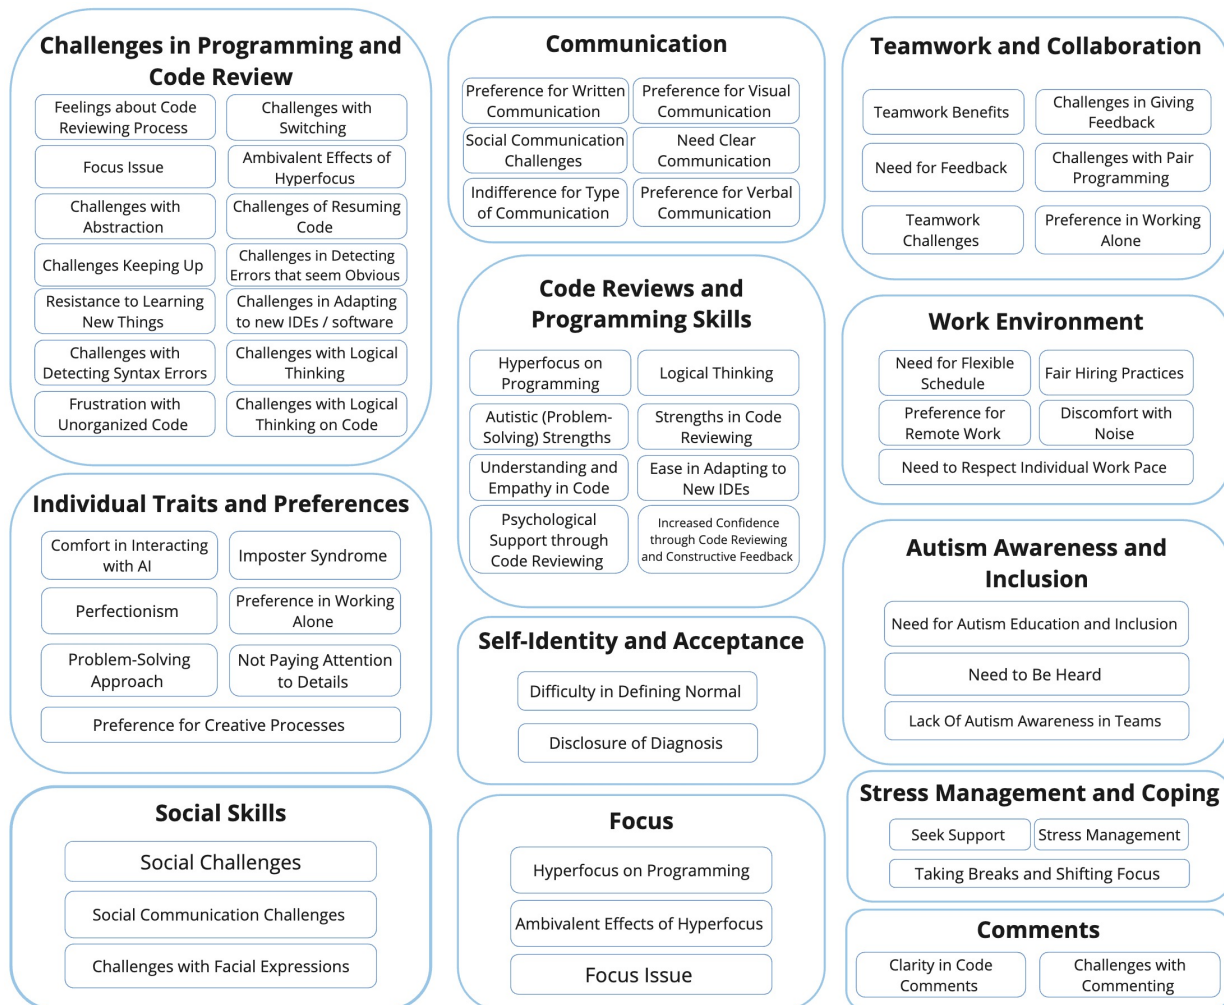 Challenges in Programming and
Code Review
Feelings about Code
Reviewing Process
Challenges with
Switching
Focus Issue
Ambivalent Effects of
Hyperfocus
Challenges with
Abstraction
Challenges of Resuming
Code
Challenges Keeping Up
Challenges in Detecting
Errors that seem Obvious
Resistance to Learning
New Things
Challenges in Adapting
to new IDEs / software
Challenges with
Detecting Syntax Errors
Challenges with Logical
Thinking
Frustration with
Unorganized Code
Challenges with Logical
Thinking on Code
Individual Traits and Preferences
Comfort in Interacting
with AI
Imposter Syndrome
Perfectionism
Preference in Working
Alone
Problem-Solving
Approach
Not Paying Attention
to Details
Preference for Creative Processes
Social Skills
Social Challenges
Social Communication Challenges
Challenges with Facial Expressions
Communication
Preference for Written
Communication
Preference for Visual
Communication
Social Communication
Challenges
Need Clear
Communication
Indifference for Type
of Communication
Preference for Verbal
Communication
Code Reviews and
Programming Skills
Hyperfocus on
Programming
Logical Thinking
Autistic (Problem-
Solving) Strengths
Strengths in Code
Reviewing
Understanding and
Empathy in Code
Ease in Adapting to
New IDEs
Psychological
Support through
Code Reviewing
Increased Confidence
through Code Reviewing
and Constructive Feedback
Self-Identity and Acceptance
Difficulty in Defining Normal
Disclosure of Diagnosis
Focus
Hyperfocus on Programming
Ambivalent Effects of Hyperfocus
Focus Issue
Teamwork and Collaboration
Teamwork Benefits
Challenges in Giving
Feedback
Need for Feedback
Challenges with Pair
Programming
Teamwork
Challenges
Preference in Working
Alone
Work Environment
Need for Flexible
Schedule
Fair Hiring Practices
Preference for
Remote Work
Discomfort with
Noise
Need to Respect Individual Work Pace
Autism Awareness and
Inclusion
Need for Autism Education and Inclusion
Need to Be Heard
Lack Of Autism Awareness in Teams
Stress Management and Coping
Seek Support
Stress Management
Taking Breaks and Shifting Focus
Comments
Clarity in Code
Comments
Challenges with
Commenting